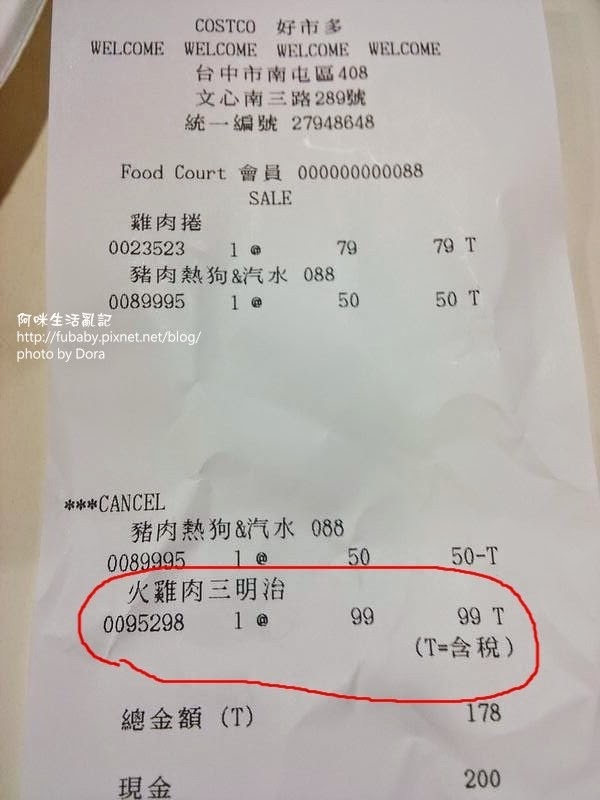 COSTCO 好市多
WELCOME WELCOME WELCOME WELCOME
台中市南屯區408
文心南三路289號
統一編號 27948648
Food Court 會員 000000000088
SALE
雞肉捲
0023523 1 @ 79 79 T
豬肉熱狗&汽水 088
0089995 1 @ 50 50 T
阿咪生活亂記
http://fubaby.pixnet.net/blog/
photo by Dora
***CANCEL
豬肉熱狗&汽水 088
0089995 1 @ 50 50-T
火雞肉三明治
0095298 1 @ 99 99 T
(T=含稅)
總金額 (T) 178
現金 200